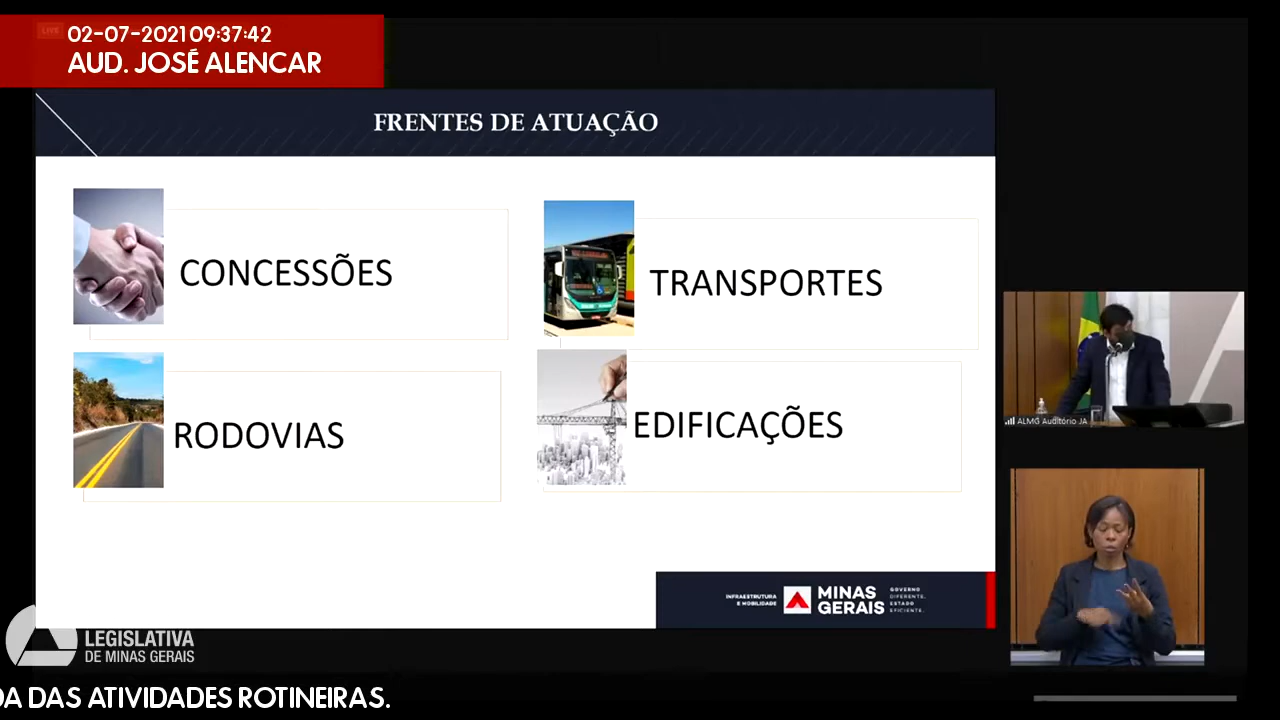 LIVE
02-07-2021 09:37:42
AUD. JOSÉ ALENCAR
FRENTES DE ATUAÇÃO
CONCESSÕES
TRANSPORTES
RODOVIAS
EDIFICAÇÕES
ALMG Auditório JA
INFRAESTRUTURA
E MOBILIDADE
MINAS
GERAIS
GOVERNO
DIFERENTE.
ESTADO
EFICIENTE.
LEGISLATIVA
DE MINAS GERAIS
DA DAS ATIVIDADES ROTINEIRAS.